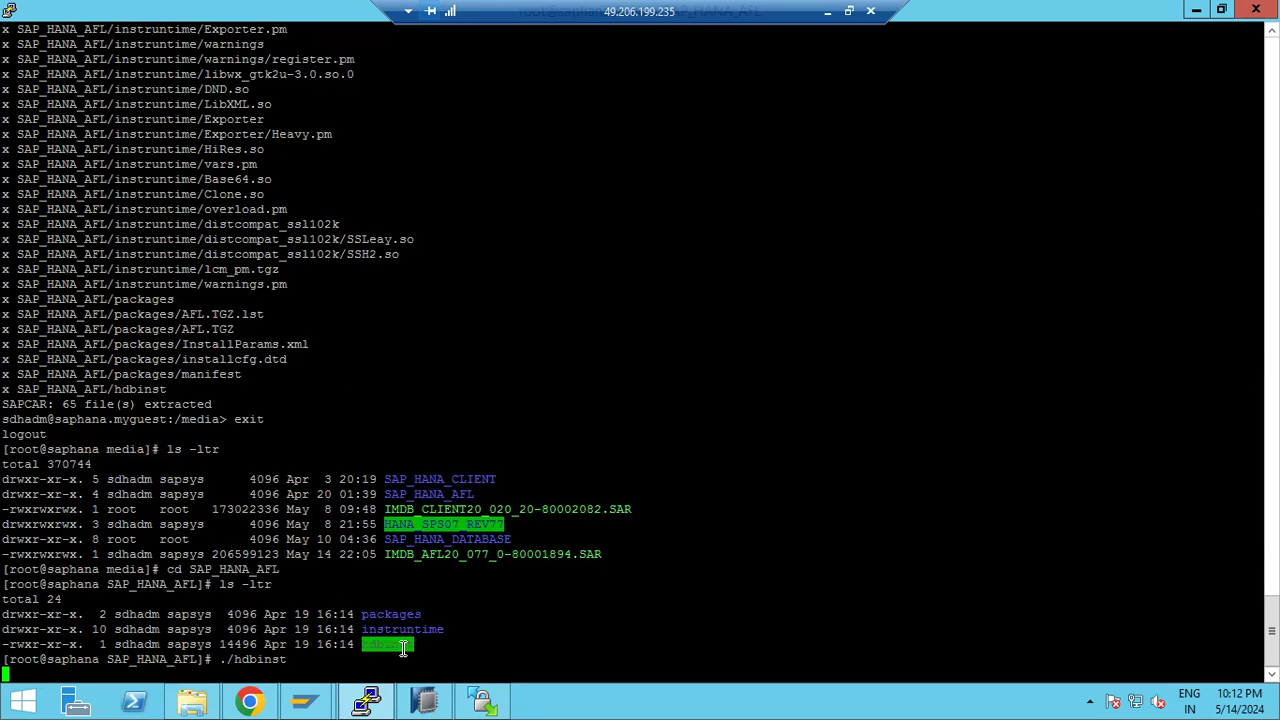 49.206.199.235
x SAP_HANA_AFL/instruntime/Exporter.pm
x SAP_HANA_AFL/instruntime/warnings
x SAP_HANA_AFL/instruntime/warnings/register.pm
x SAP_HANA_AFL/instruntime/libwx_gtk2u-3.0.so.0
x SAP_HANA_AFL/instruntime/DND.so
x SAP_HANA_AFL/instruntime/LibXML.so
x SAP_HANA_AFL/instruntime/Exporter
x SAP_HANA_AFL/instruntime/Exporter/Heavy.pm
x SAP_HANA_AFL/instruntime/HiRes.so
x SAP_HANA_AFL/instruntime/vars.pm
x SAP_HANA_AFL/instruntime/Base64.so
x SAP_HANA_AFL/instruntime/Clone.so
x SAP_HANA_AFL/instruntime/overload.pm
x SAP_HANA_AFL/instruntime/distcompat_ssl102k
x SAP_HANA_AFL/instruntime/distcompat_ssl102k/SSLeay.so
x SAP_HANA_AFL/instruntime/distcompat_ssl102k/SSH2.so
x SAP_HANA_AFL/instruntime/lcm_pm.tgz
x SAP_HANA_AFL/instruntime/warnings.pm
x SAP_HANA_AFL/packages
x SAP_HANA_AFL/packages/AFL.TGZ.lst
x SAP_HANA_AFL/packages/AFL.TGZ
x SAP_HANA_AFL/packages/InstallParams.xml
x SAP_HANA_AFL/packages/installcfg.dtd
x SAP_HANA_AFL/packages/manifest
x SAP_HANA_AFL/hdbinst
SAPCAR: 65 file(s) extracted
sdhadm@saphana.myguest:/media> exit
logout
[root@saphana media]# ls -ltr
total 370744
drwxr-xr-x. 5 sdhadm sapsys 4096 Apr 3 20:19 SAP_HANA_CLIENT
drwxr-xr-x. 4 sdhadm sapsys 4096 Apr 20 01:39 SAP_HANA_AFL
-rwxrwxrwx. 1 root root 173022336 May 8 09:48 IMDB_CLIENT20_020_20-80002082.SAR
drwxrwxrwx. 3 sdhadm sapsys 4096 May 8 21:55 HANA_SPS07_REV77
drwxr-xr-x. 8 root root 4096 May 10 04:36 SAP_HANA_DATABASE
-rwxrwxrwx. 1 sdhadm sapsys 206599123 May 14 22:05 IMDB_AFL20_077_0-80001894.SAR
[root@saphana media]# cd SAP_HANA_AFL
[root@saphana SAP_HANA_AFL]# ls -ltr
total 24
drwxr-xr-x. 2 sdhadm sapsys 4096 Apr 19 16:14 packages
drwxr-xr-x. 10 sdhadm sapsys 4096 Apr 19 16:14 instruntime
-rwxr-xr-x. 1 sdhadm sapsys 14496 Apr 19 16:14
[root@saphana SAP_HANA_AFL]# ./hdbinst
ENG 10:12 PM
IN 5/14/2024